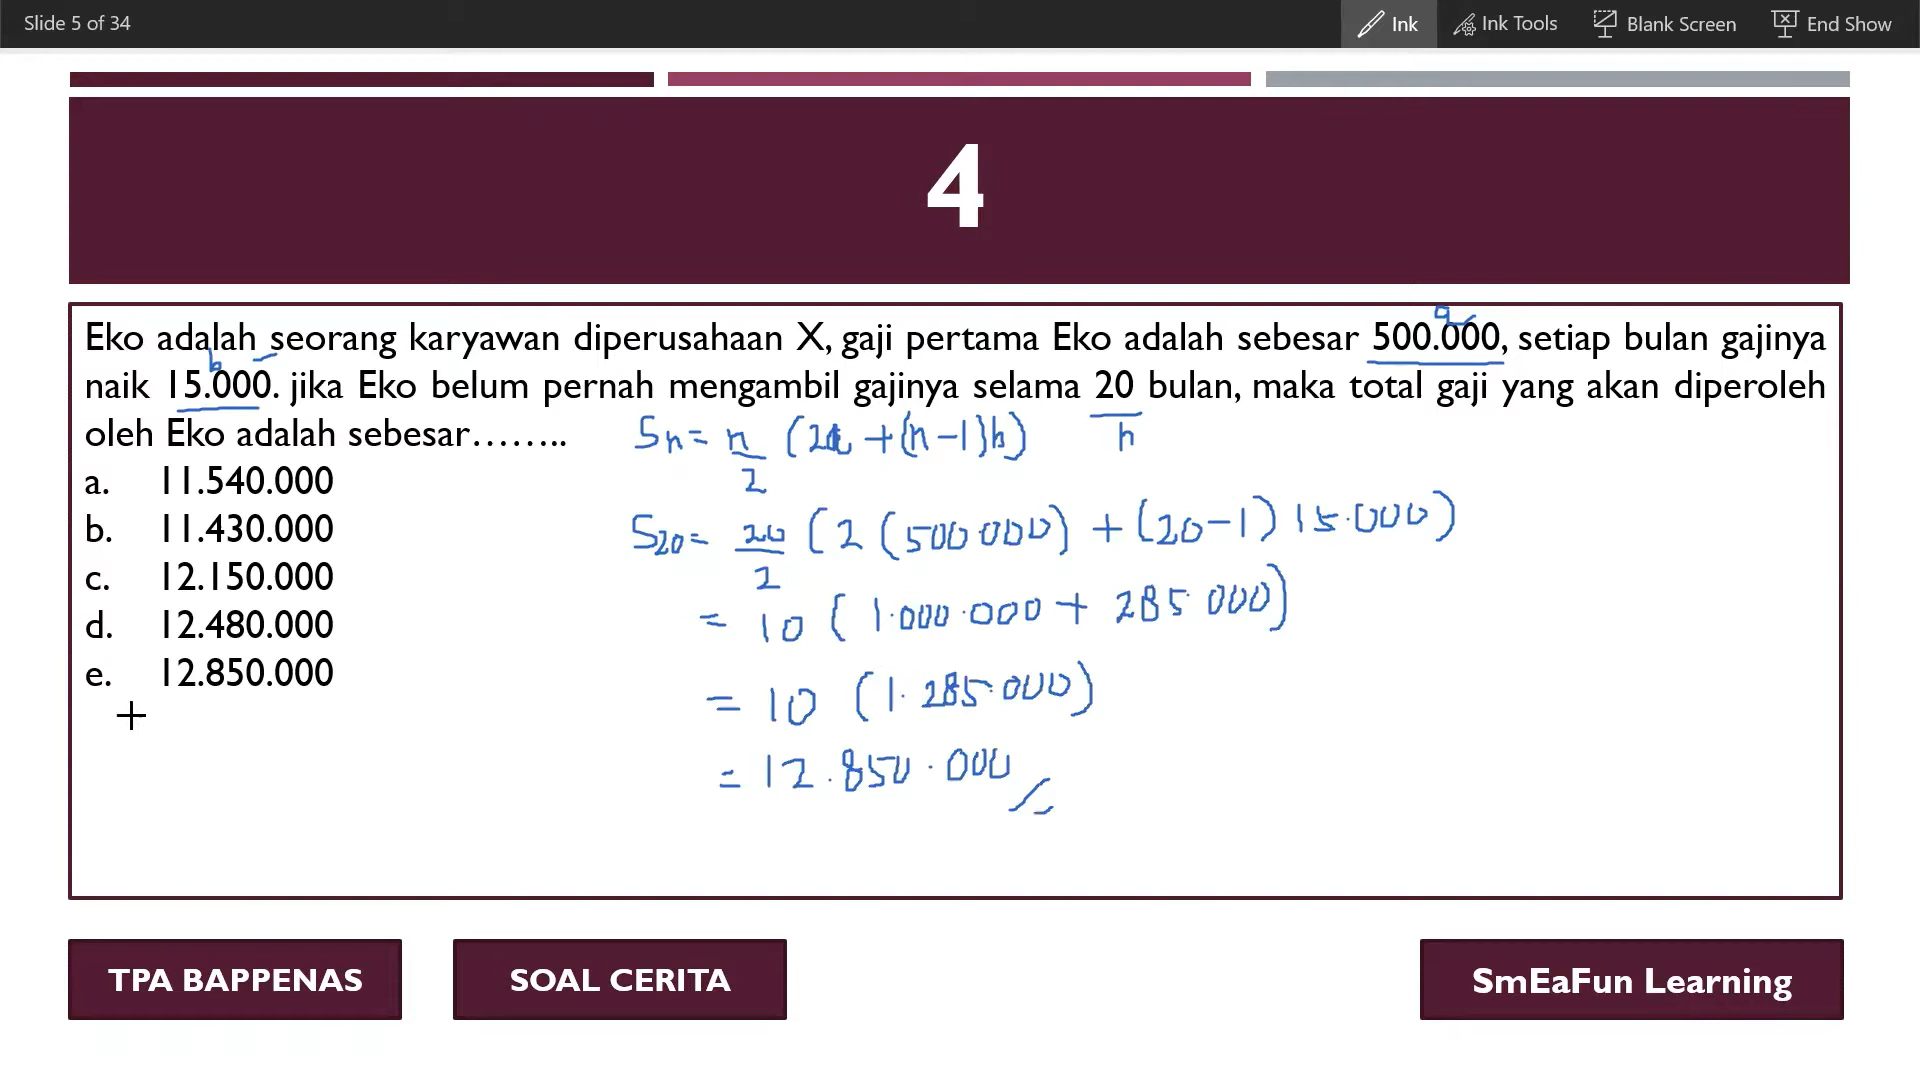 Slide 5 of 34
Ink
Ink Tools
Blank Screen
End Show
4
Eko adalah seorang karyawan diperusahaan X, gaji pertama Eko adalah sebesar 500.000, setiap bulan gajinya
naik 15.000. jika Eko belum pernah mengambil gajinya selama 20 bulan, maka total gaji yang akan diperoleh
oleh Eko adalah sebesar……..
a. 11.540.000
b. 11.430.000
c. 12.150.000
d. 12.480.000
e. 12.850.000
a
b
n
Sn = n/2 (2a + (n-1)b)
S20 = 20/2 (2 (500.000) + (20-1) 15.000)
= 10 (1.000.000 + 285.000)
= 10 (1.285.000)
= 12.850.000
TPA BAPPENAS
SOAL CERITA
SmEaFun Learning